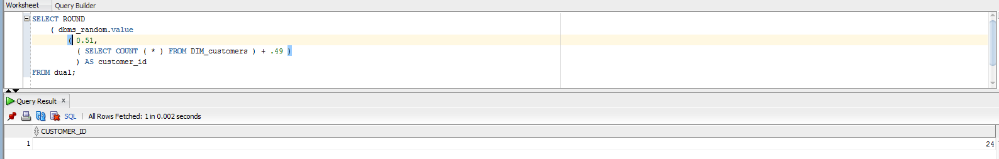 Worksheet Query Builder
SELECT ROUND
( dbms_random.value
( 0.51,
( SELECT COUNT ( * ) FROM DIM_customers ) + .49 )
) AS customer_id
FROM dual;
Query Result x
SQL | All Rows Fetched: 1 in 0.002 seconds
CUSTOMER_ID
1 24